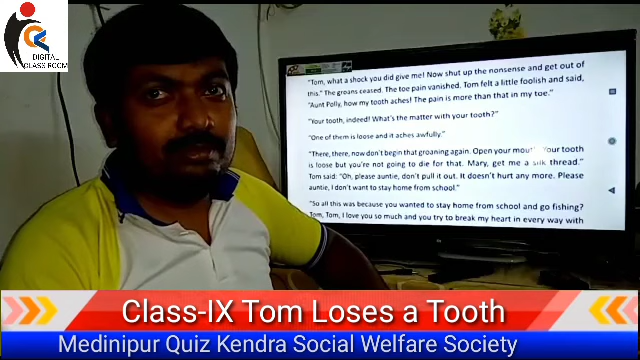 DIGITAL
CLASS ROOM
"Tom, what a shock you did give me! Now shut up the nonsense and get out of
this." The groans ceased. The toe pain vanished. Tom felt a little foolish and said,
"Aunt Polly, how my tooth aches! The pain is more than that in my toe."
"Your tooth, indeed! What's the matter with your tooth?"
"One of them is loose and it aches awfully."
"There, there, now don't begin that groaning again. Open your mouth. Your tooth
is loose but you're not going to die for that. Mary, get me a silk thread."
Tom said: "Oh, please auntie, don't pull it out. It doesn't hurt any more. Please
auntie, I don't want to stay home from school."
"So all this was because you wanted to stay home from school and go fishing?
Tom, Tom, I love you so much and you try to break my heart in every way with
Class-IX Tom Loses a Tooth
Medinipur Quiz Kendra Social Welfare Society